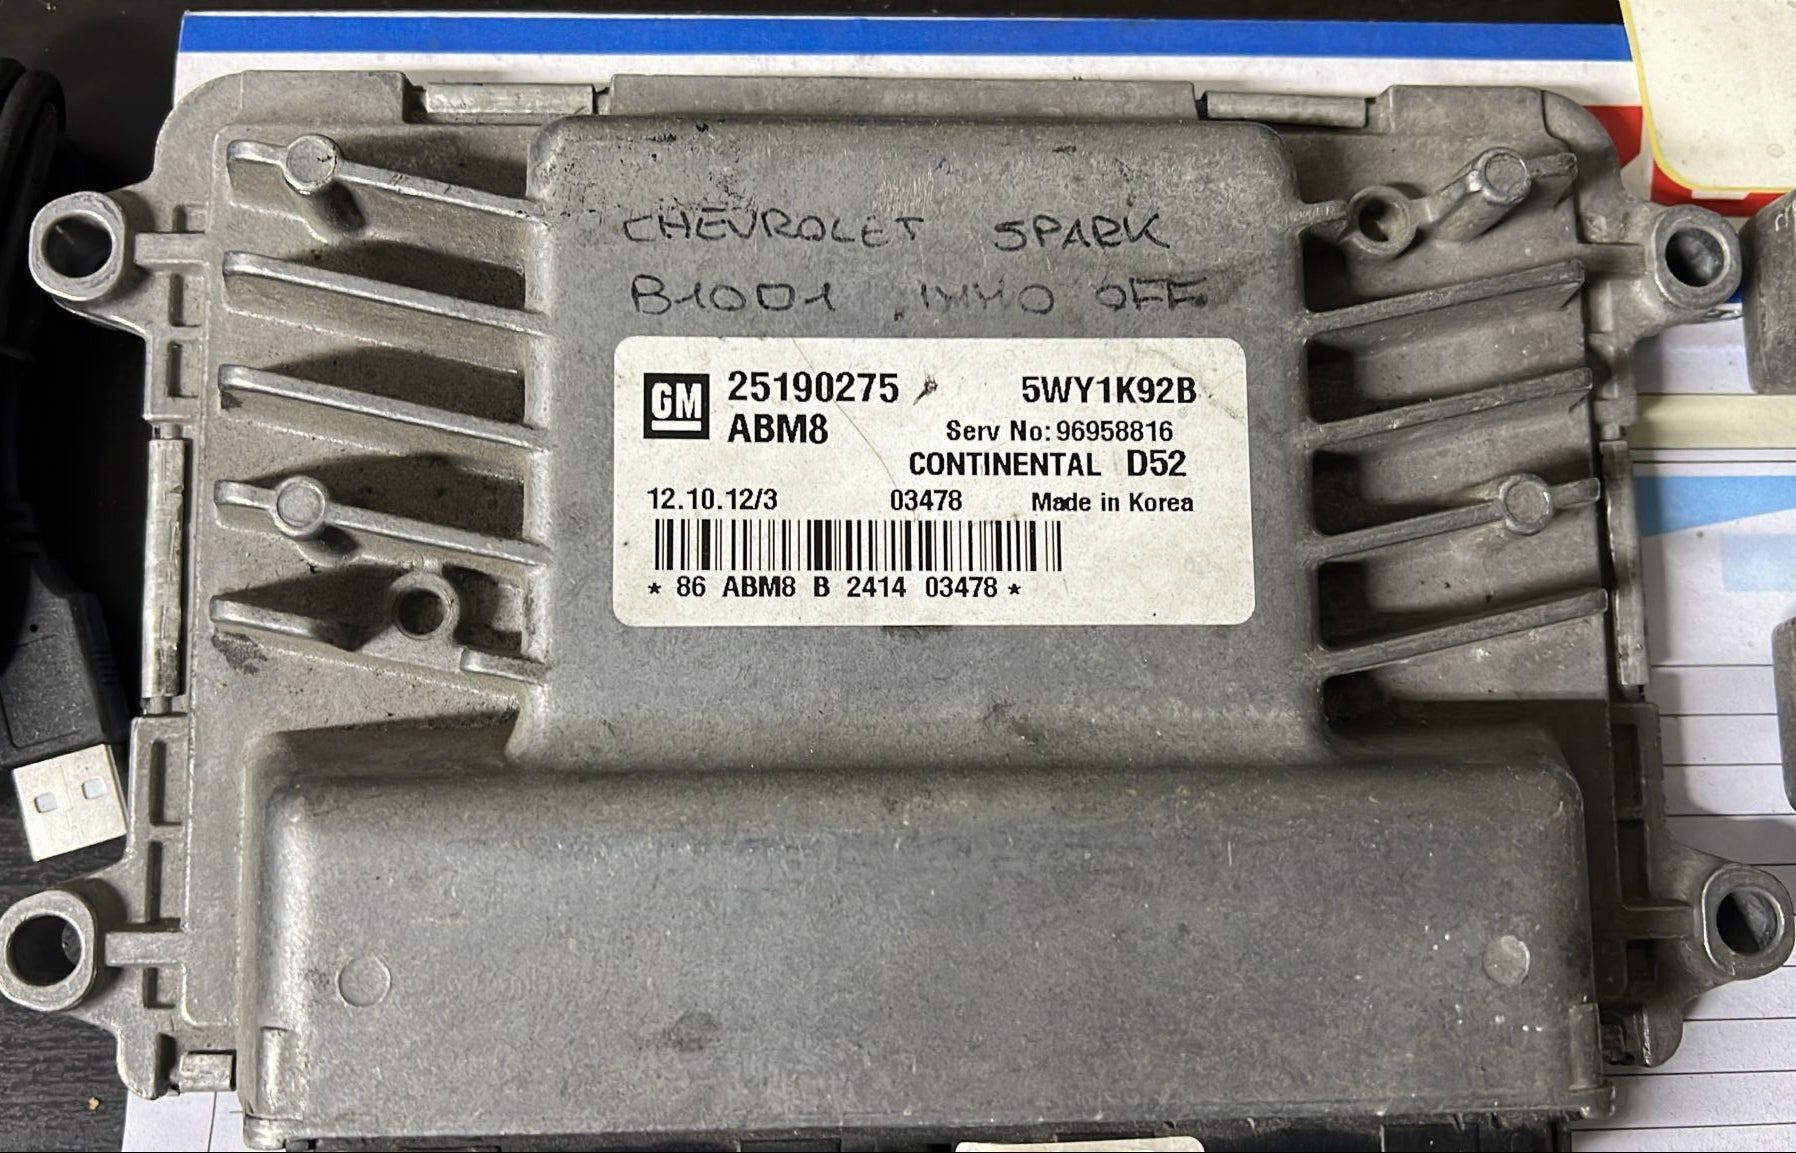 CHEVROLET SPARK
B1001 IMMO OFF
GM 25190275 5WY1K92B
ABM8 Serv No: 96958816
CONTINENTAL D52
12.10.12/3 03478 Made in Korea
* 86 ABM8 B 2414 03478 *